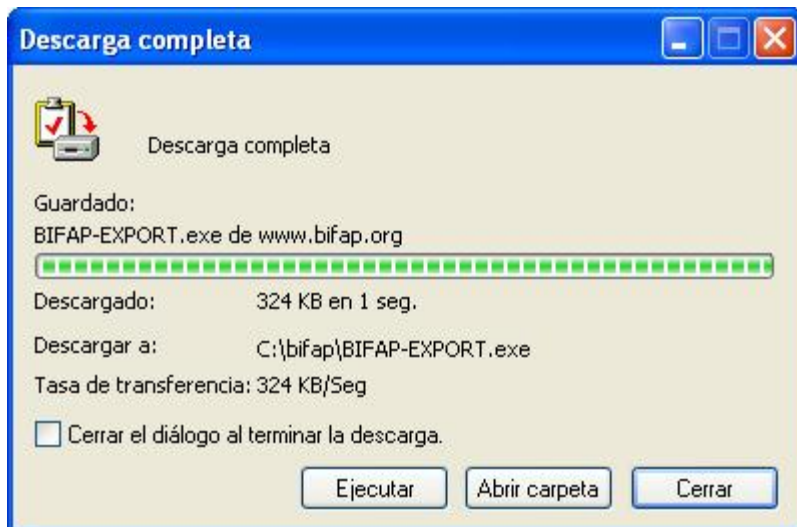 Descarga completa
Descarga completa
Guardado:
BIFAP-EXPORT.exe de www.bifap.org
Descargado: 324 KB en 1 seg.
Descargar a: C:\bifap\BIFAP-EXPORT.exe
Tasa de transferencia: 324 KB/Seg
Cerrar el diálogo al terminar la descarga.
Ejecutar Abrir carpeta Cerrar